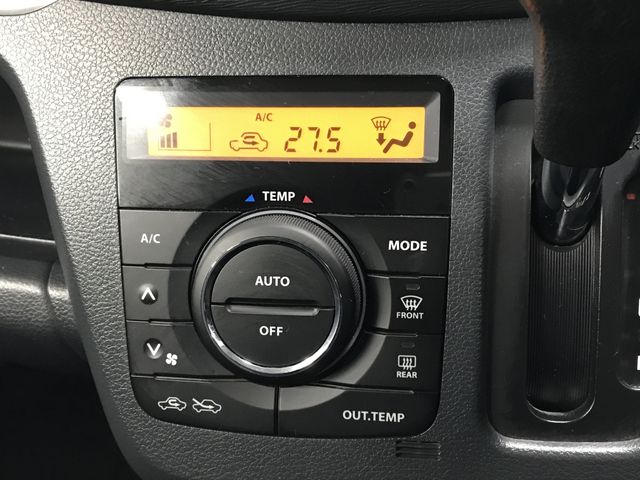 A/C
27.5
TEMP
A/C
MODE
AUTO
OFF
FRONT
REAR
OUT.TEMP